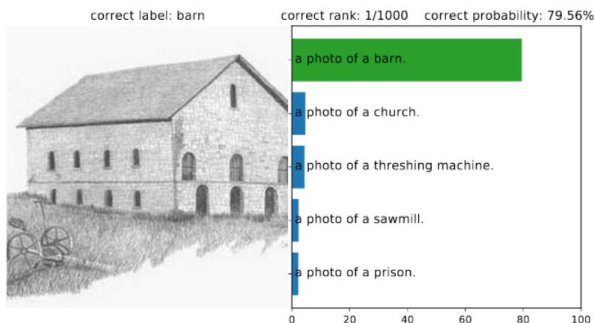 correct label: barn correct rank: 1/1000 correct probability: 79.56%
a photo of a barn.
a photo of a church.
a photo of a threshing machine.
a photo of a sawmill.
a photo of a prison.
0 20 40 60 80 100